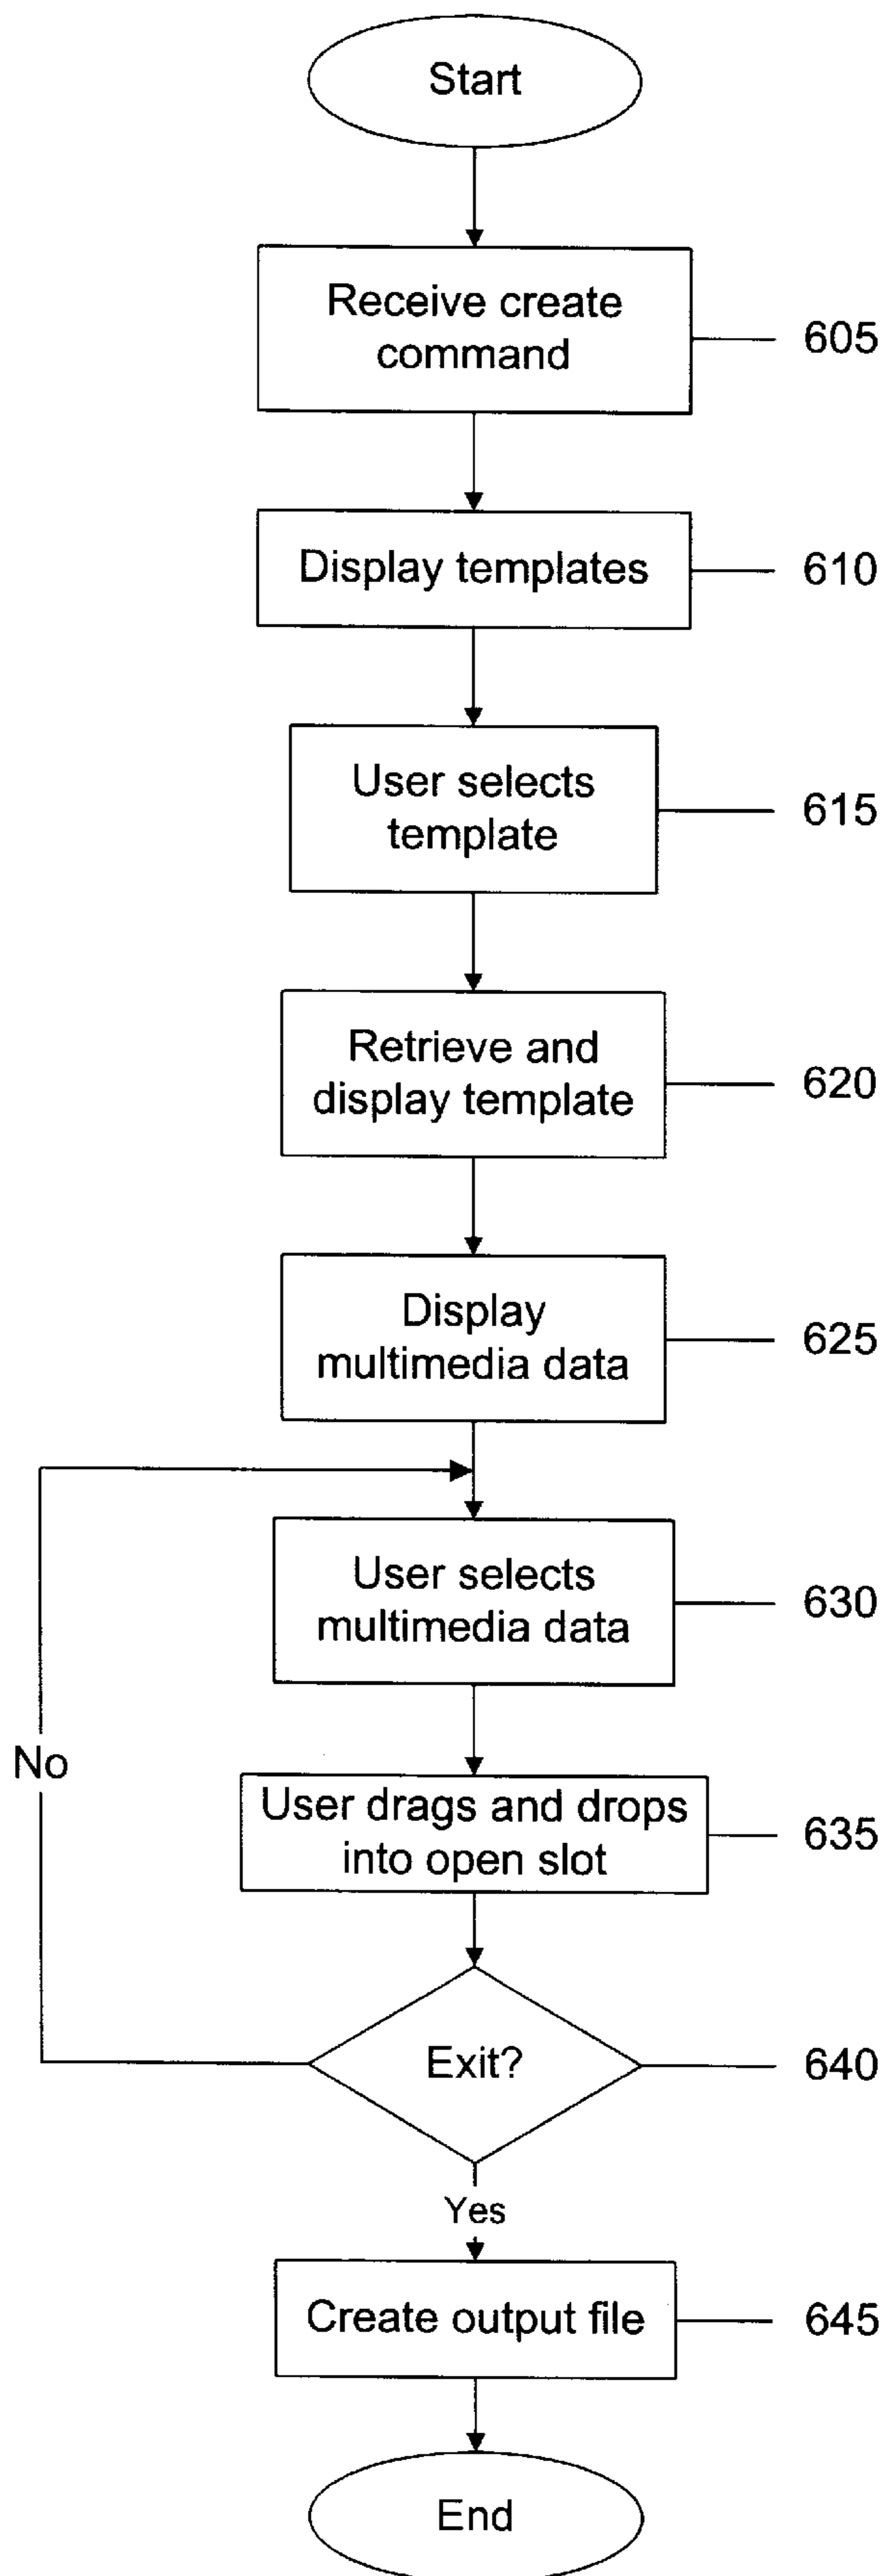 Start
Receive create
command
605
Display templates
610
User selects
template
615
Retrieve and
display template
620
Display
multimedia data
625
User selects
multimedia data
630
No
User drags and drops
into open slot
635
Exit?
640
Yes
Create output file
645
End